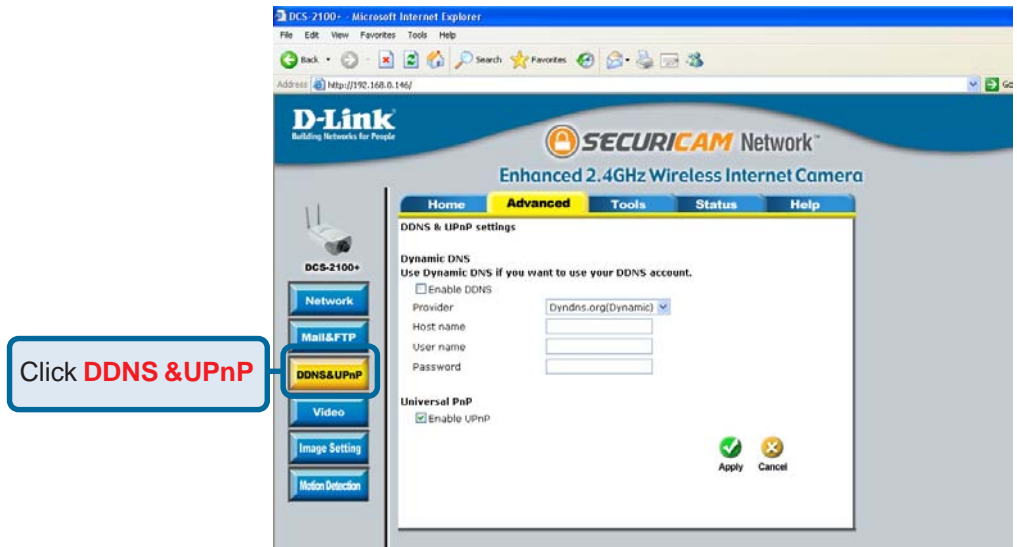 DCS-2100+ - Microsoft Internet Explorer
File Edit View Favorites Tools Help
Back Search Favorites
Address http://192.168.0.146/ Go
D-Link
Building Networks for People
SECURICAM Network™
Enhanced 2.4GHz Wireless Internet Camera
Home Advanced Tools Status Help
DCS-2100+
Network
Mail&FTP
DDNS&UPnP
Video
Image Setting
Motion Detection
Click DDNS &UPnP
DDNS & UPnP settings
Dynamic DNS
Use Dynamic DNS if you want to use your DDNS account.
Enable DDNS
Provider Dyndns.org(Dynamic)
Host name
User name
Password
Universal PnP
Enable UPnP
Apply Cancel